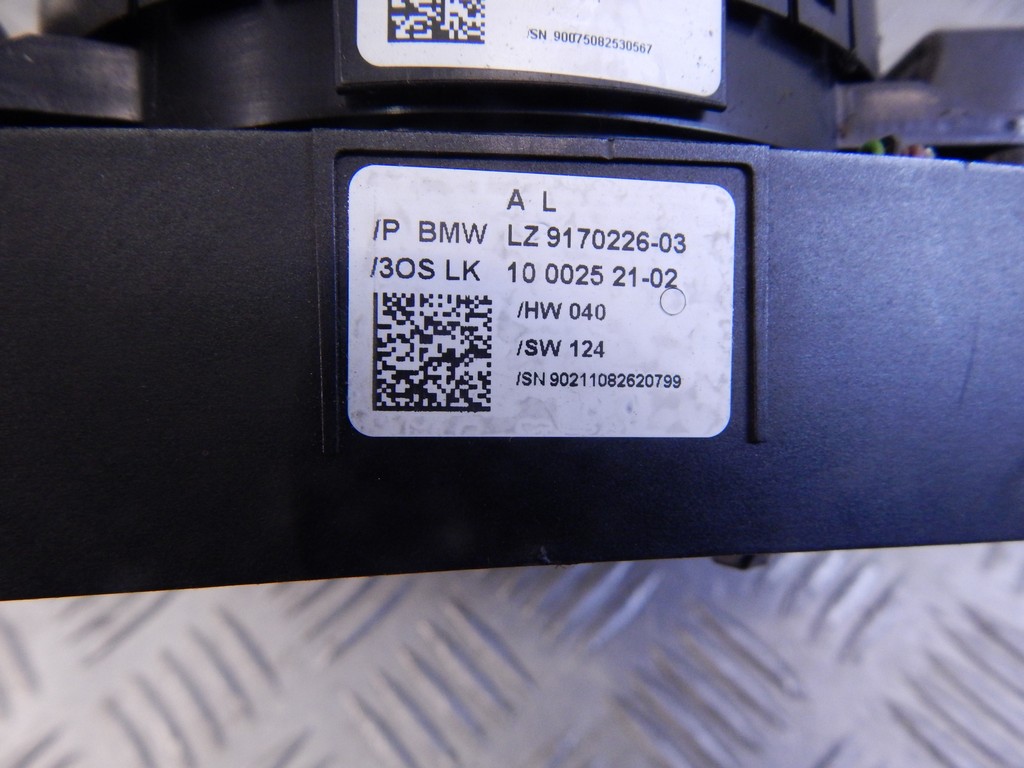 /SN 90075082530567
A L
/P BMW LZ 9170226-03
/3OS LK 10 0025 21-02
/HW 040
/SW 124
/SN 90211082620799